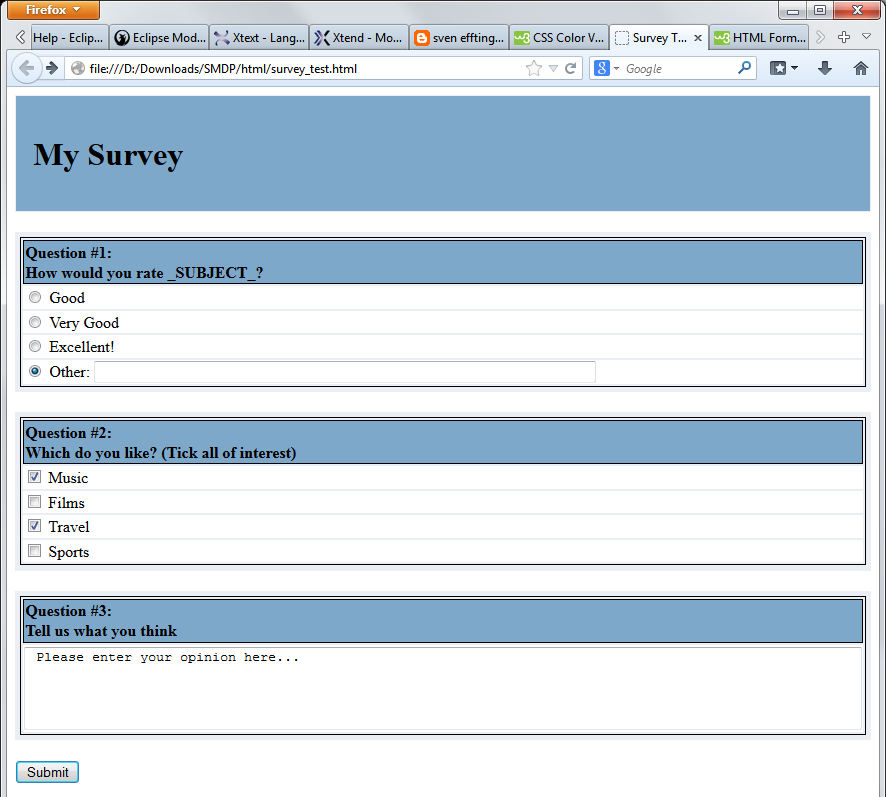 Firefox
Help - Eclip...
Eclipse Mod...
Xtext - Lang...
Xtend - Mo...
sven effting...
CSS Color V...
Survey T...
HTML Form...
file:///D:/Downloads/SMDP/html/survey_test.html
Google
My Survey
Question #1:
How would you rate _SUBJECT_?
Good
Very Good
Excellent!
Other:
Question #2:
Which do you like? (Tick all of interest)
Music
Films
Travel
Sports
Question #3:
Tell us what you think
Please enter your opinion here...
Submit